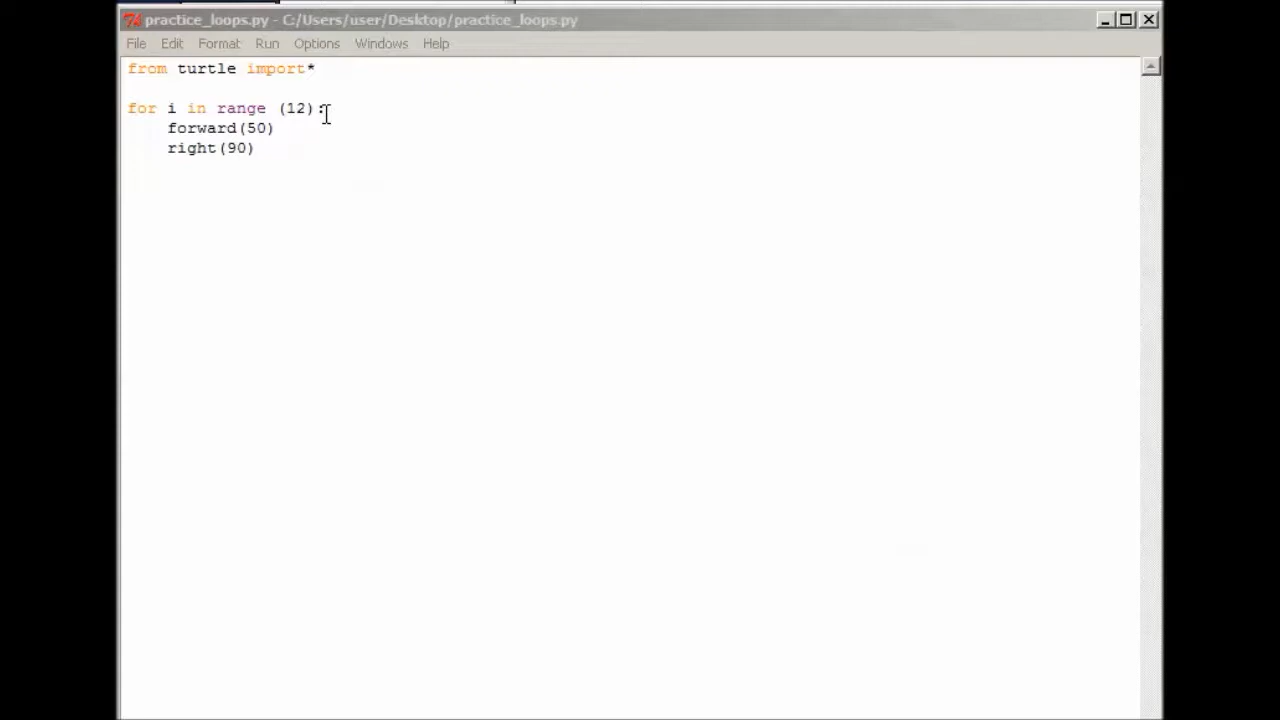 practice_loops.py - C:/Users/user/Desktop/practice_loops.py
File Edit Format Run Options Windows Help
from turtle import*
for i in range (12):
forward(50)
right(90)